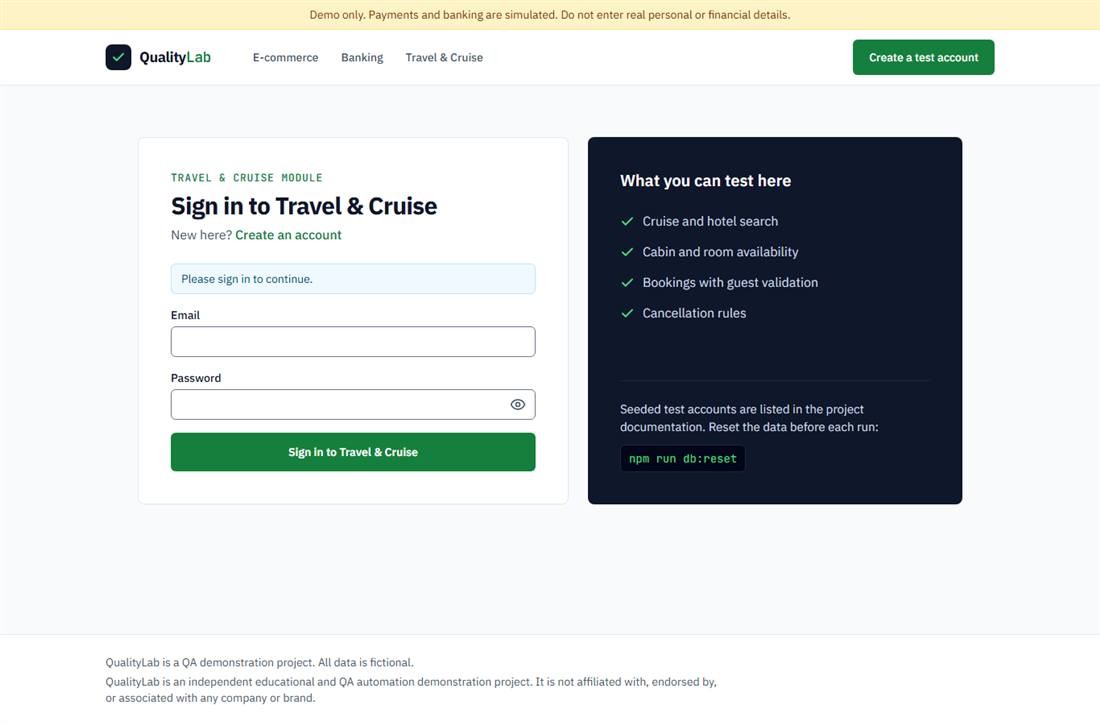 Demo only. Payments and banking are simulated. Do not enter real personal or financial details.
QualityLab
E-commerce
Banking
Travel & Cruise
Create a test account
TRAVEL & CRUISE MODULE
Sign in to Travel & Cruise
New here? Create an account
Please sign in to continue.
Email
Password
Sign in to Travel & Cruise
What you can test here
Cruise and hotel search
Cabin and room availability
Bookings with guest validation
Cancellation rules
Seeded test accounts are listed in the project
documentation. Reset the data before each run:
npm run db:reset
QualityLab is a QA demonstration project. All data is fictional.
QualityLab is an independent educational and QA automation demonstration project. It is not affiliated with, endorsed by,
or associated with any company or brand.